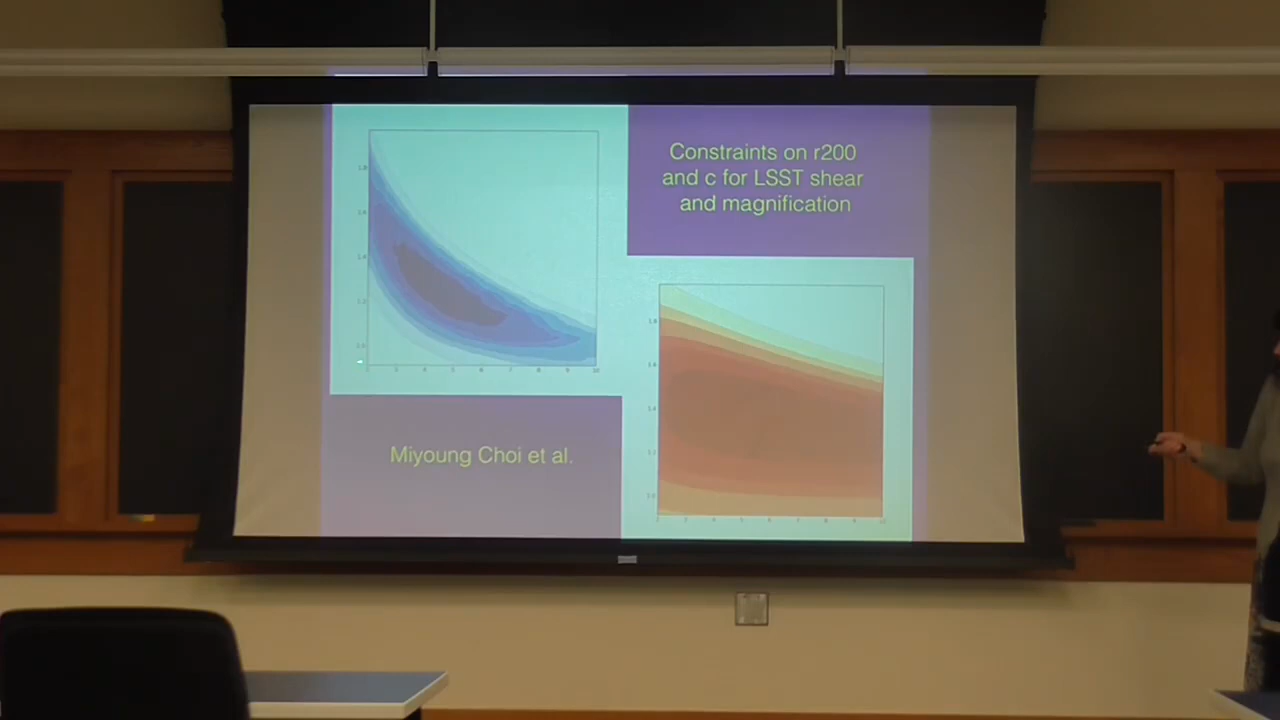 Constraints on r200
and c for LSST shear
and magnification
Miyoung Choi et al.